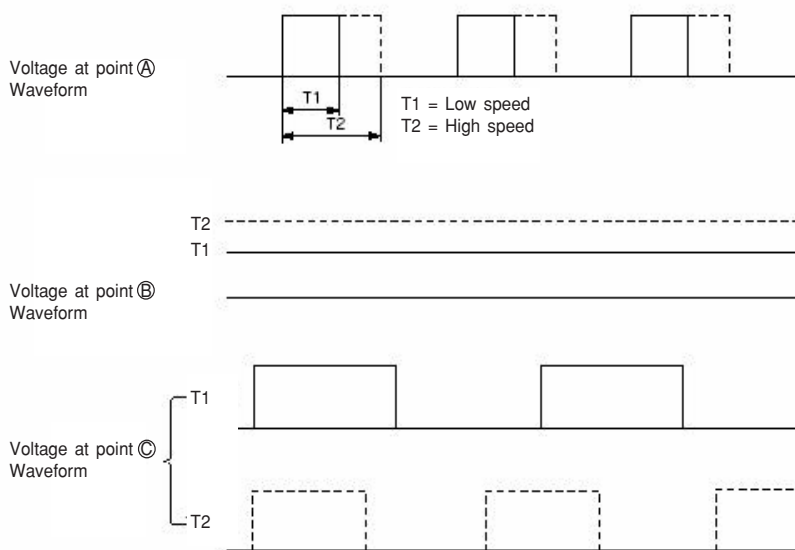 Voltage at point Ⓐ
Waveform
T1
T2
T1 = Low speed
T2 = High speed
T2
T1
Voltage at point Ⓑ
Waveform
T1
Voltage at point Ⓒ
Waveform
T2